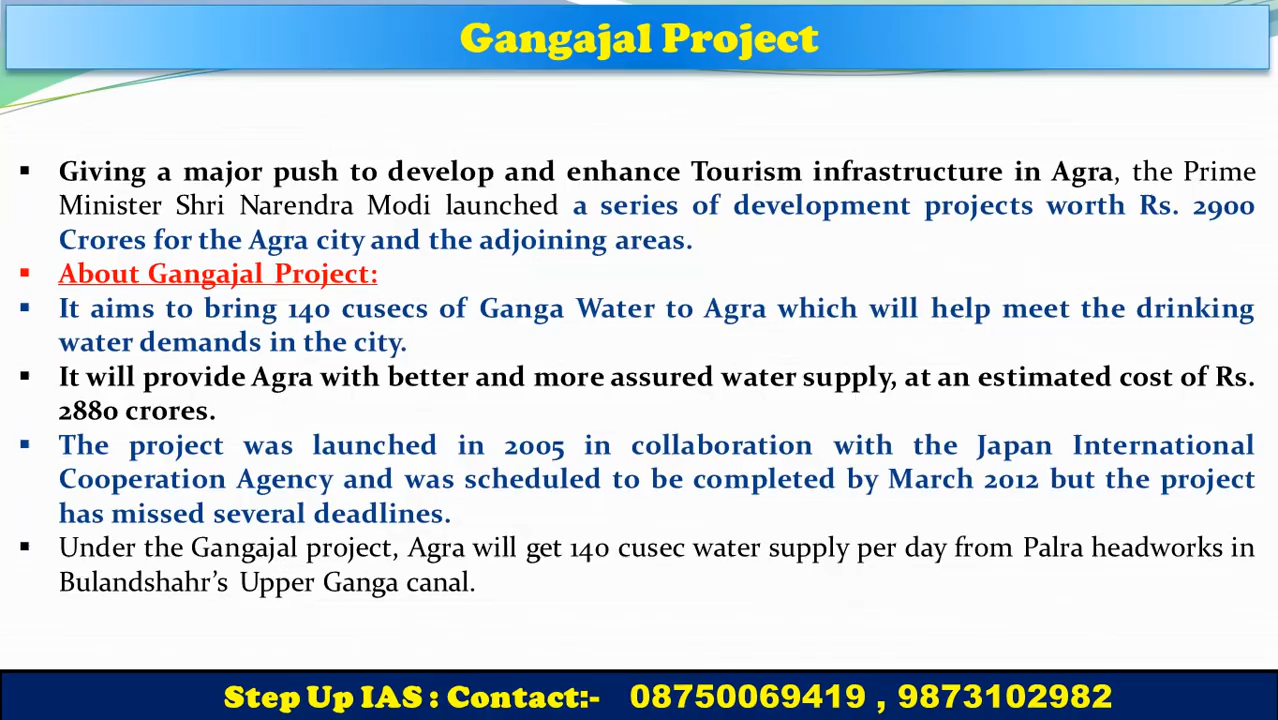 Gangajal Project
▪ Giving a major push to develop and enhance Tourism infrastructure in Agra, the Prime
Minister Shri Narendra Modi launched a series of development projects worth Rs. 2900
Crores for the Agra city and the adjoining areas.
▪ About Gangajal Project:
▪ It aims to bring 140 cusecs of Ganga Water to Agra which will help meet the drinking
water demands in the city.
▪ It will provide Agra with better and more assured water supply, at an estimated cost of Rs.
2880 crores.
▪ The project was launched in 2005 in collaboration with the Japan International
Cooperation Agency and was scheduled to be completed by March 2012 but the project
has missed several deadlines.
▪ Under the Gangajal project, Agra will get 140 cusec water supply per day from Palra headworks in
Bulandshahr’s Upper Ganga canal.
Step Up IAS : Contact:- 08750069419 , 9873102982